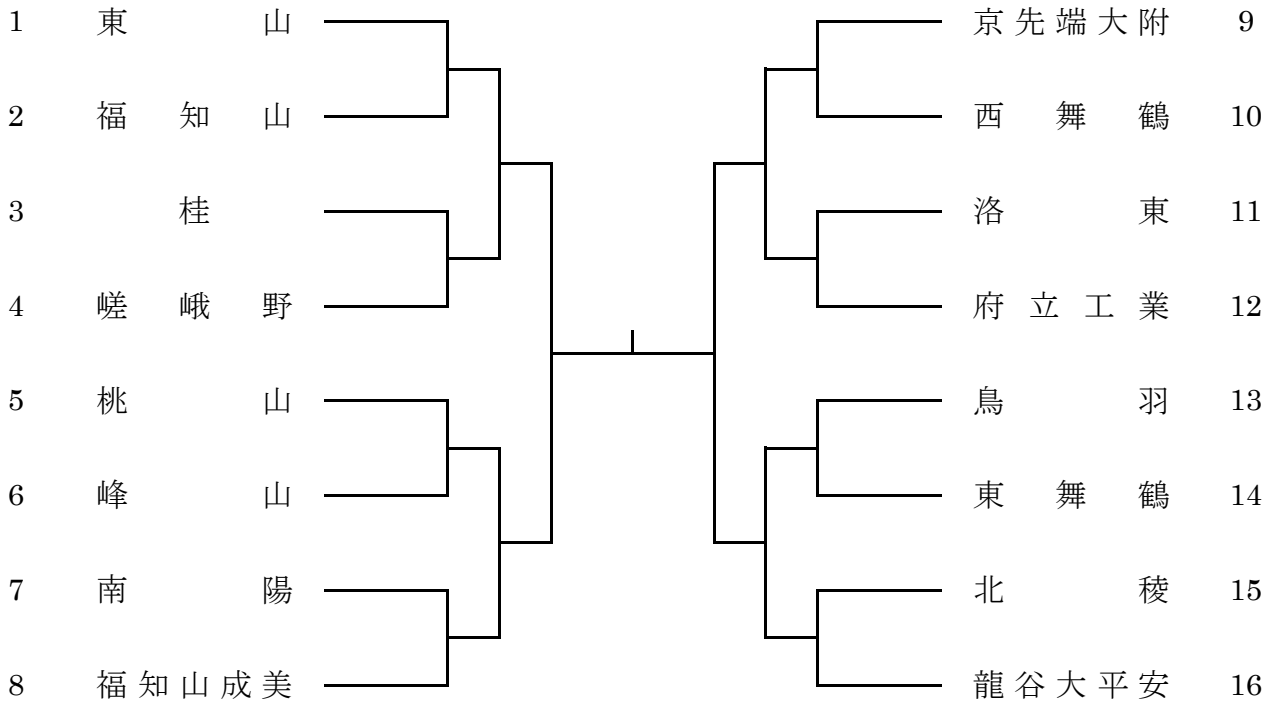 1 東山
2 福知山
3 桂
4 嵯峨野
5 桃山
6 峰山
7 南陽
8 福知山成美
京先端大附 9
西舞鶴 10
洛東 11
府立工業 12
鳥羽 13
東舞鶴 14
北稜 15
龍谷大平安 16